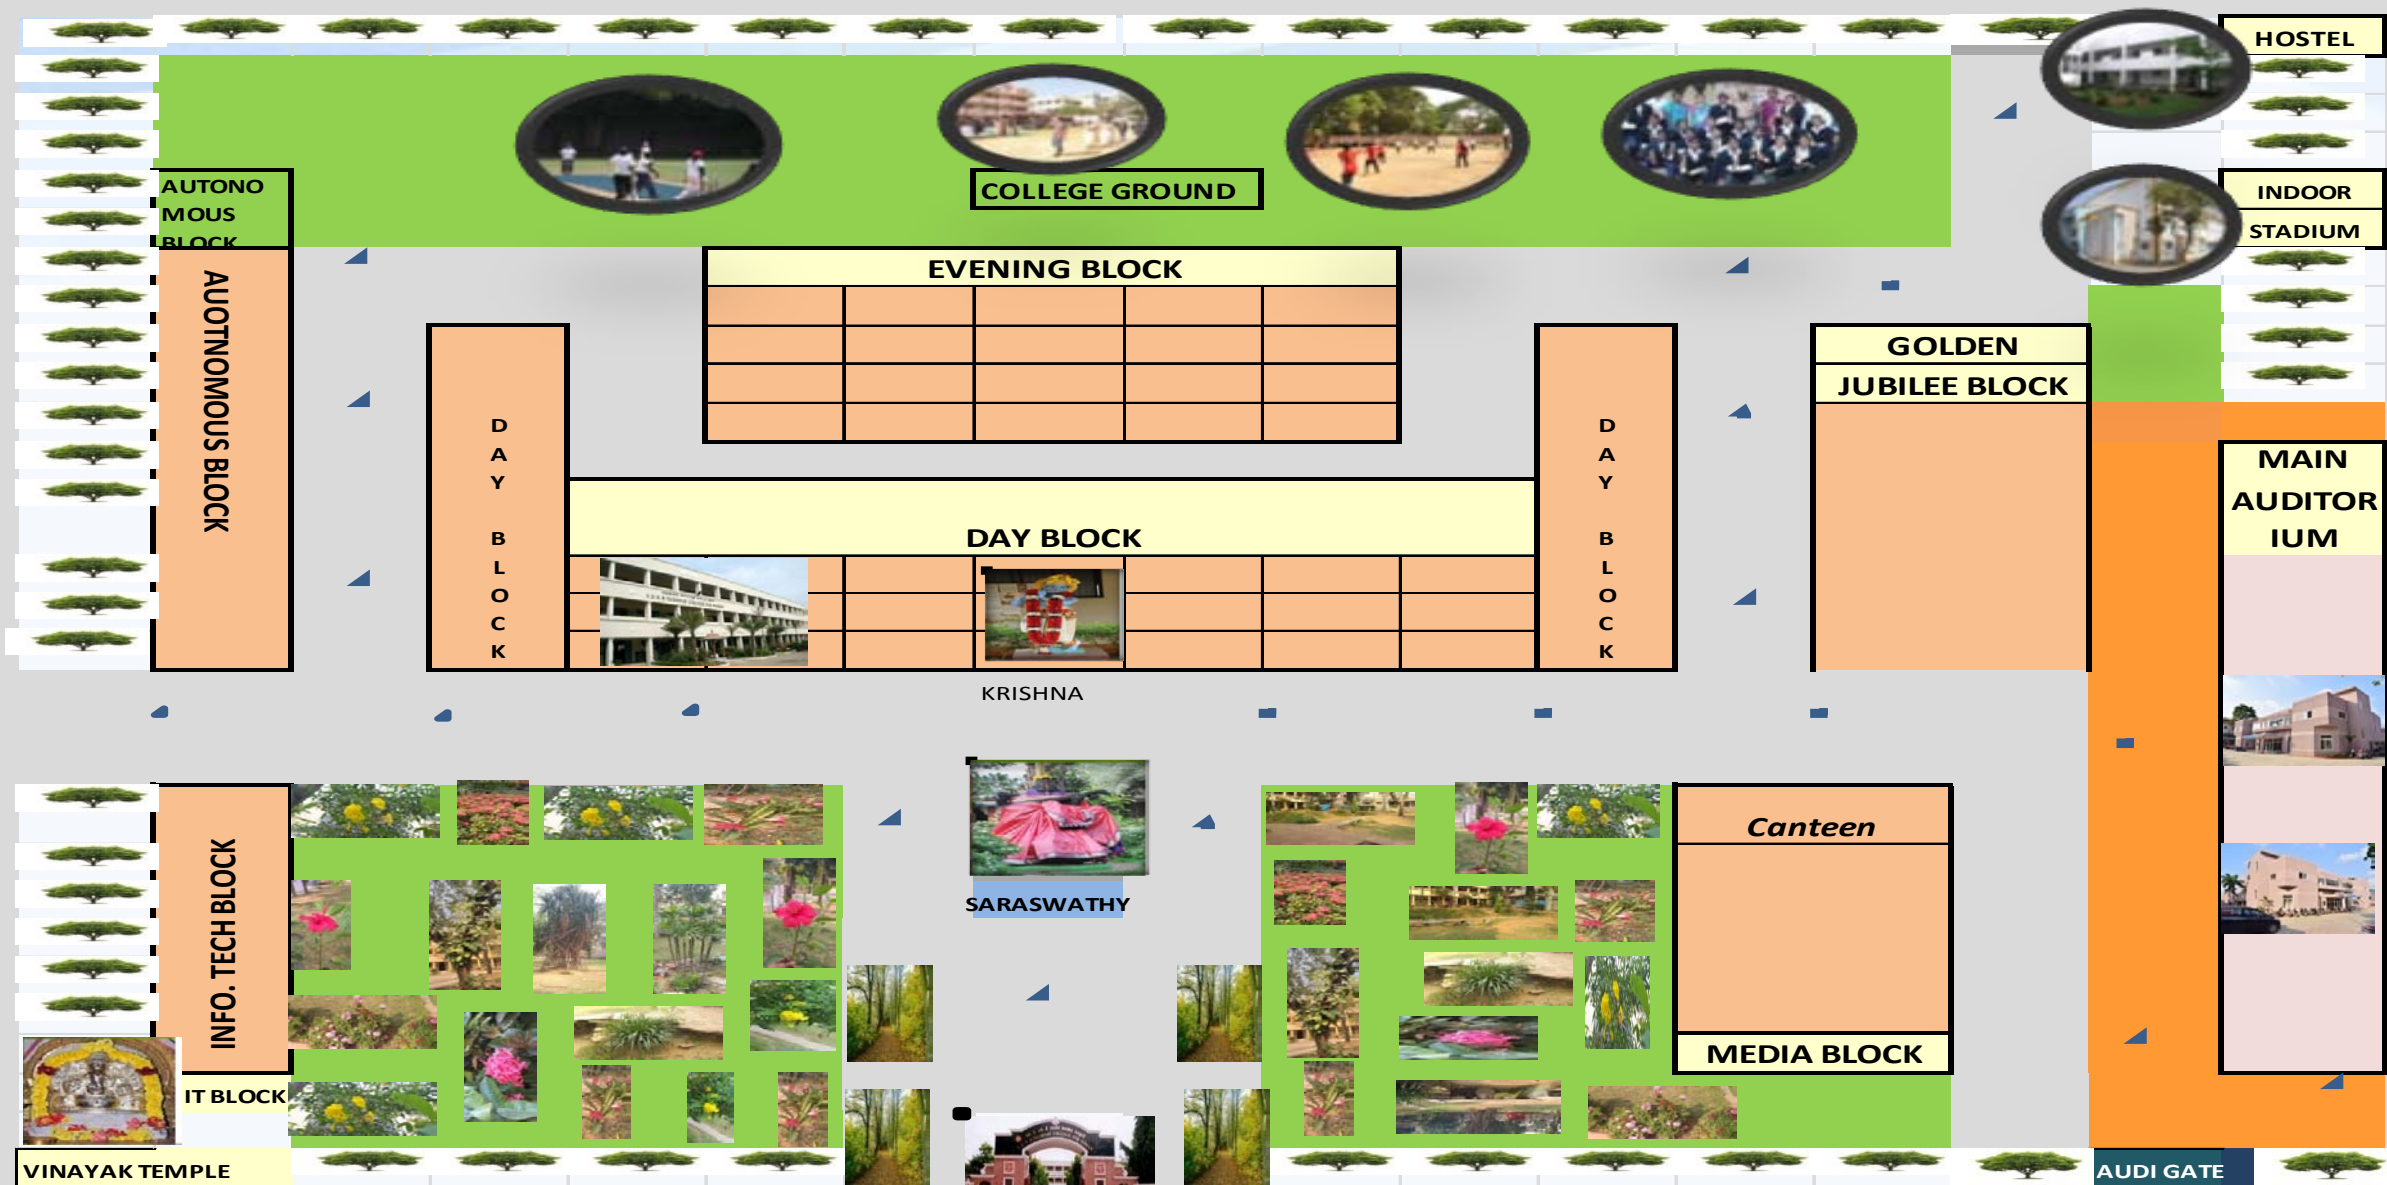 HOSTEL
AUTONO
MOUS
BLOCK
COLLEGE GROUND
INDOOR
STADIUM
EVENING BLOCK
AUOTNOMOUS BLOCK
GOLDEN
JUBILEE BLOCK
D
A
Y
B
L
O
C
K
D
A
Y
B
L
O
C
K
MAIN
AUDITOR
IUM
DAY BLOCK
KRISHNA
Canteen
INFO. TECH BLOCK
SARASWATHY
MEDIA BLOCK
IT BLOCK
VINAYAK TEMPLE
AUDI GATE